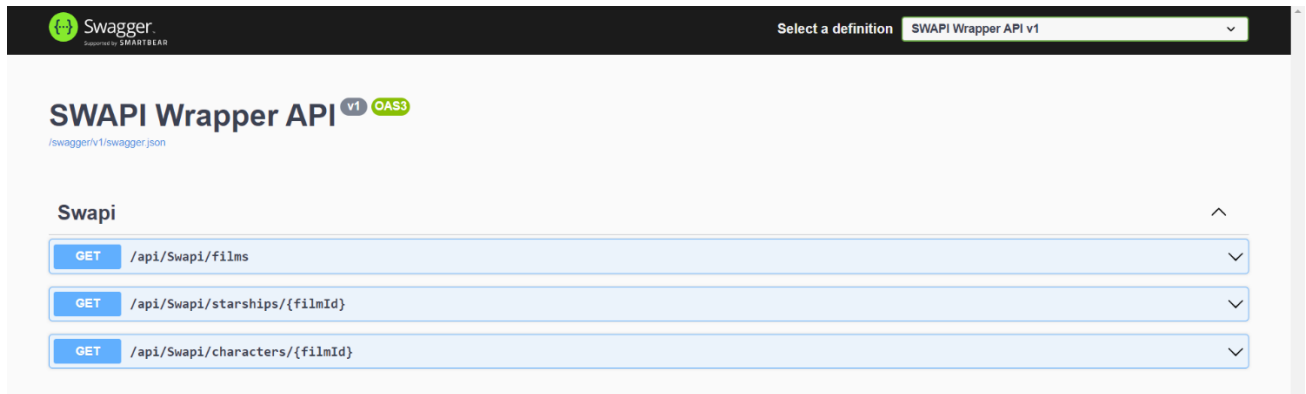 Swagger.
Supported by SMARTBEAR
Select a definition SWAPI Wrapper API v1
SWAPI Wrapper API v1 OAS3
/swagger/v1/swagger.json
Swapi
GET /api/Swapi/films
GET /api/Swapi/starships/{filmId}
GET /api/Swapi/characters/{filmId}